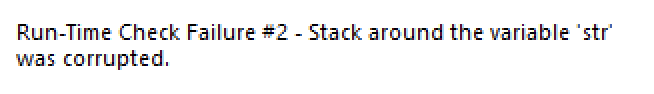 Run-Time Check Failure #2 - Stack around the variable 'str'
was corrupted.